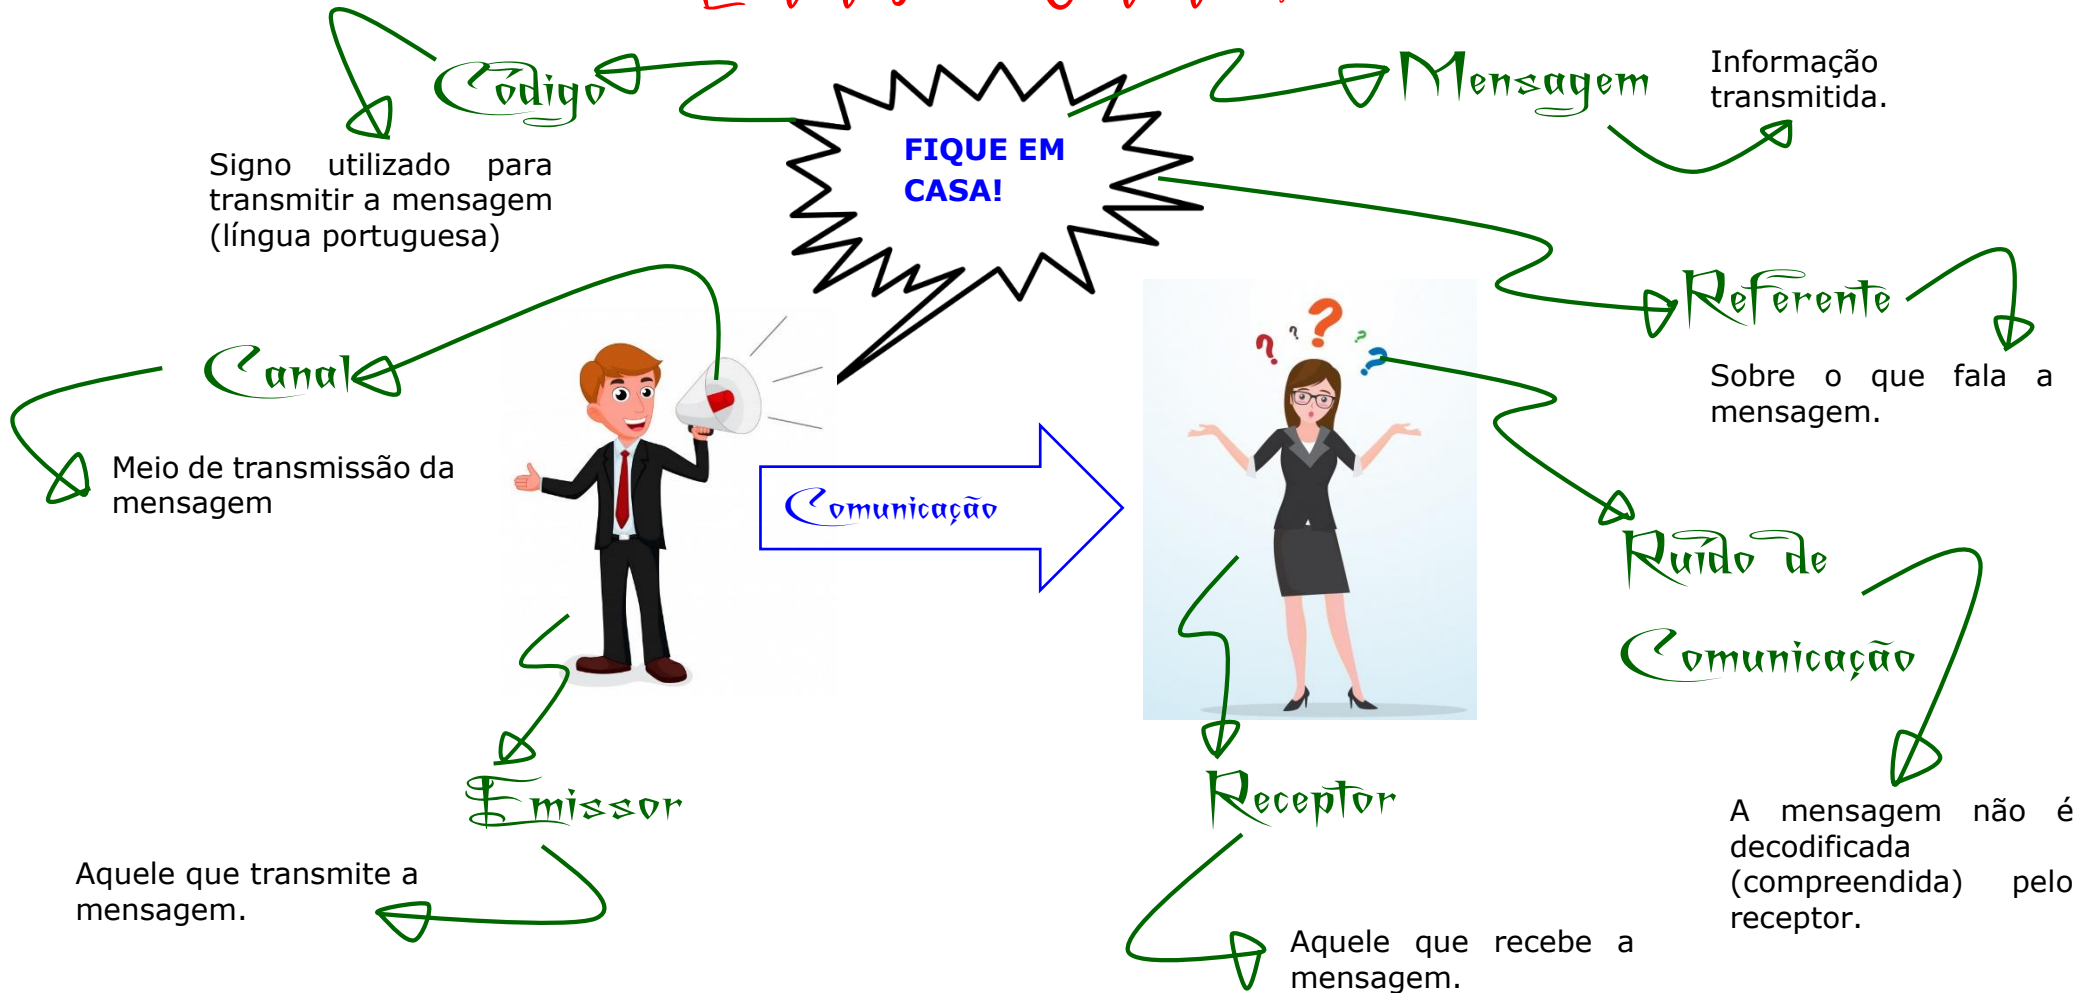 Código
Mensagem
Informação
transmitida.
FIQUE EM
CASA!
Signo utilizado para
transmitir a mensagem
(língua portuguesa)
Referente
Canal
Sobre o que fala a
mensagem.
Meio de transmissão da
mensagem
Comunicação
Ruído de
Comunicação
Emissor
Receptor
A mensagem não é
decodificada
(compreendida) pelo
receptor.
Aquele que transmite a
mensagem.
Aquele que recebe a
mensagem.